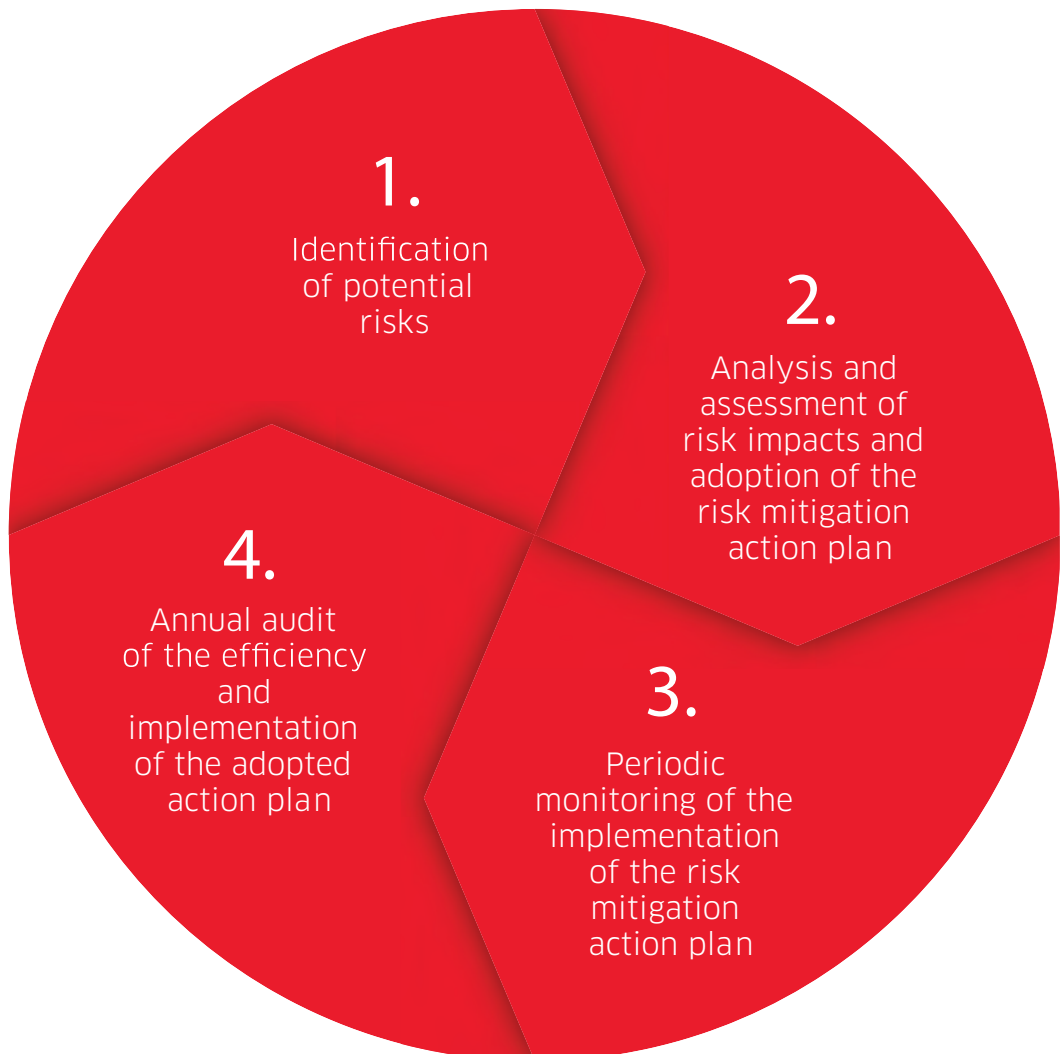 1.
Identification
of potential
risks
2.
Analysis and
assessment of
risk impacts and
adoption of the
risk mitigation
action plan
3.
Periodic
monitoring of the
implementation
of the risk
mitigation
action plan
4.
Annual audit
of the efficiency
and
implementation
of the adopted
action plan